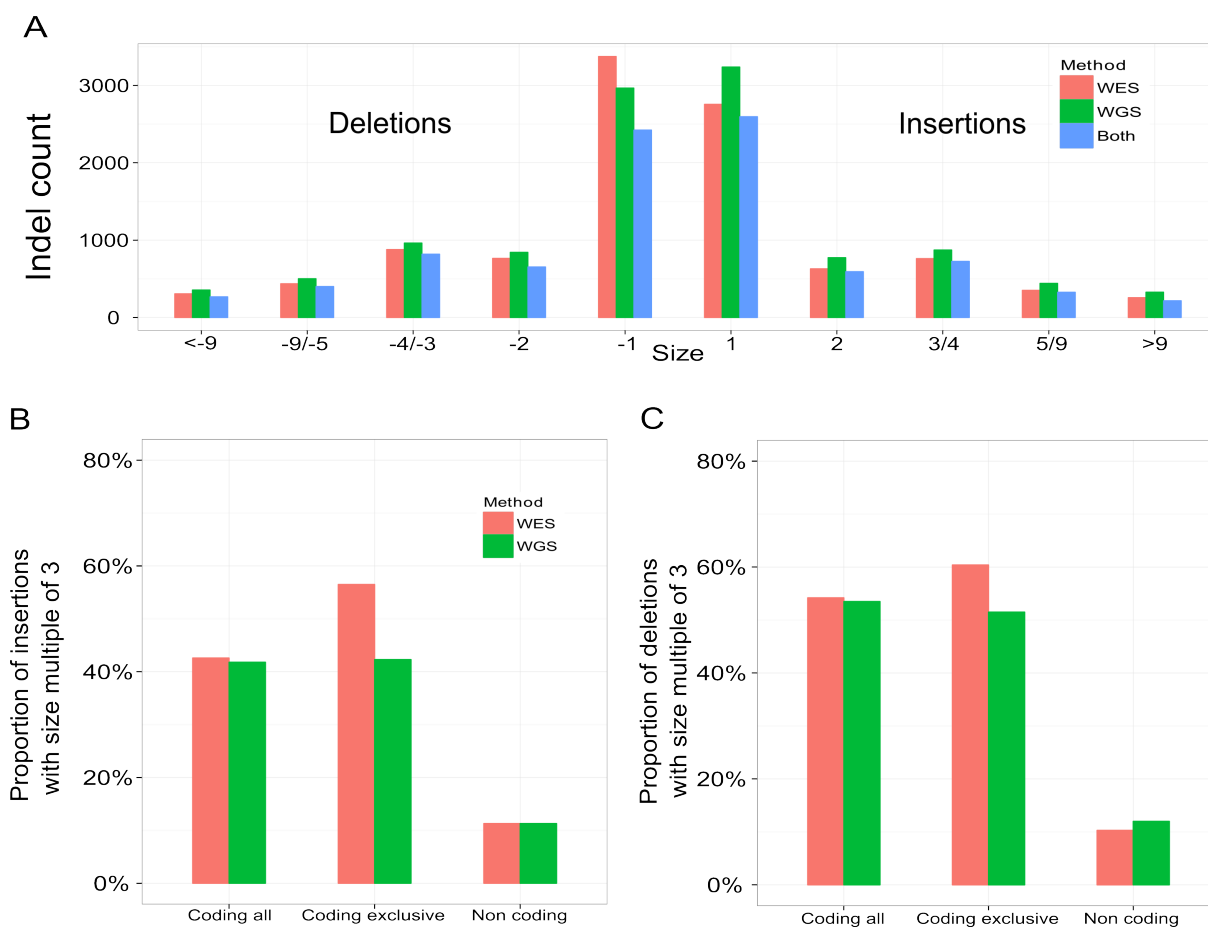 A
Indel count
3000
2000
1000
0
Deletions
Insertions
Method
WES
WGS
Both
<-9
-9/-5
-4/-3
-2
-1
1
2
3/4
5/9
>9
Size
B
Proportion of insertions
with size multiple of 3
80%
60%
40%
20%
0%
Method
WES
WGS
Coding all
Coding exclusive
Non coding
C
Proportion of deletions
with size multiple of 3
80%
60%
40%
20%
0%
Coding all
Coding exclusive
Non coding